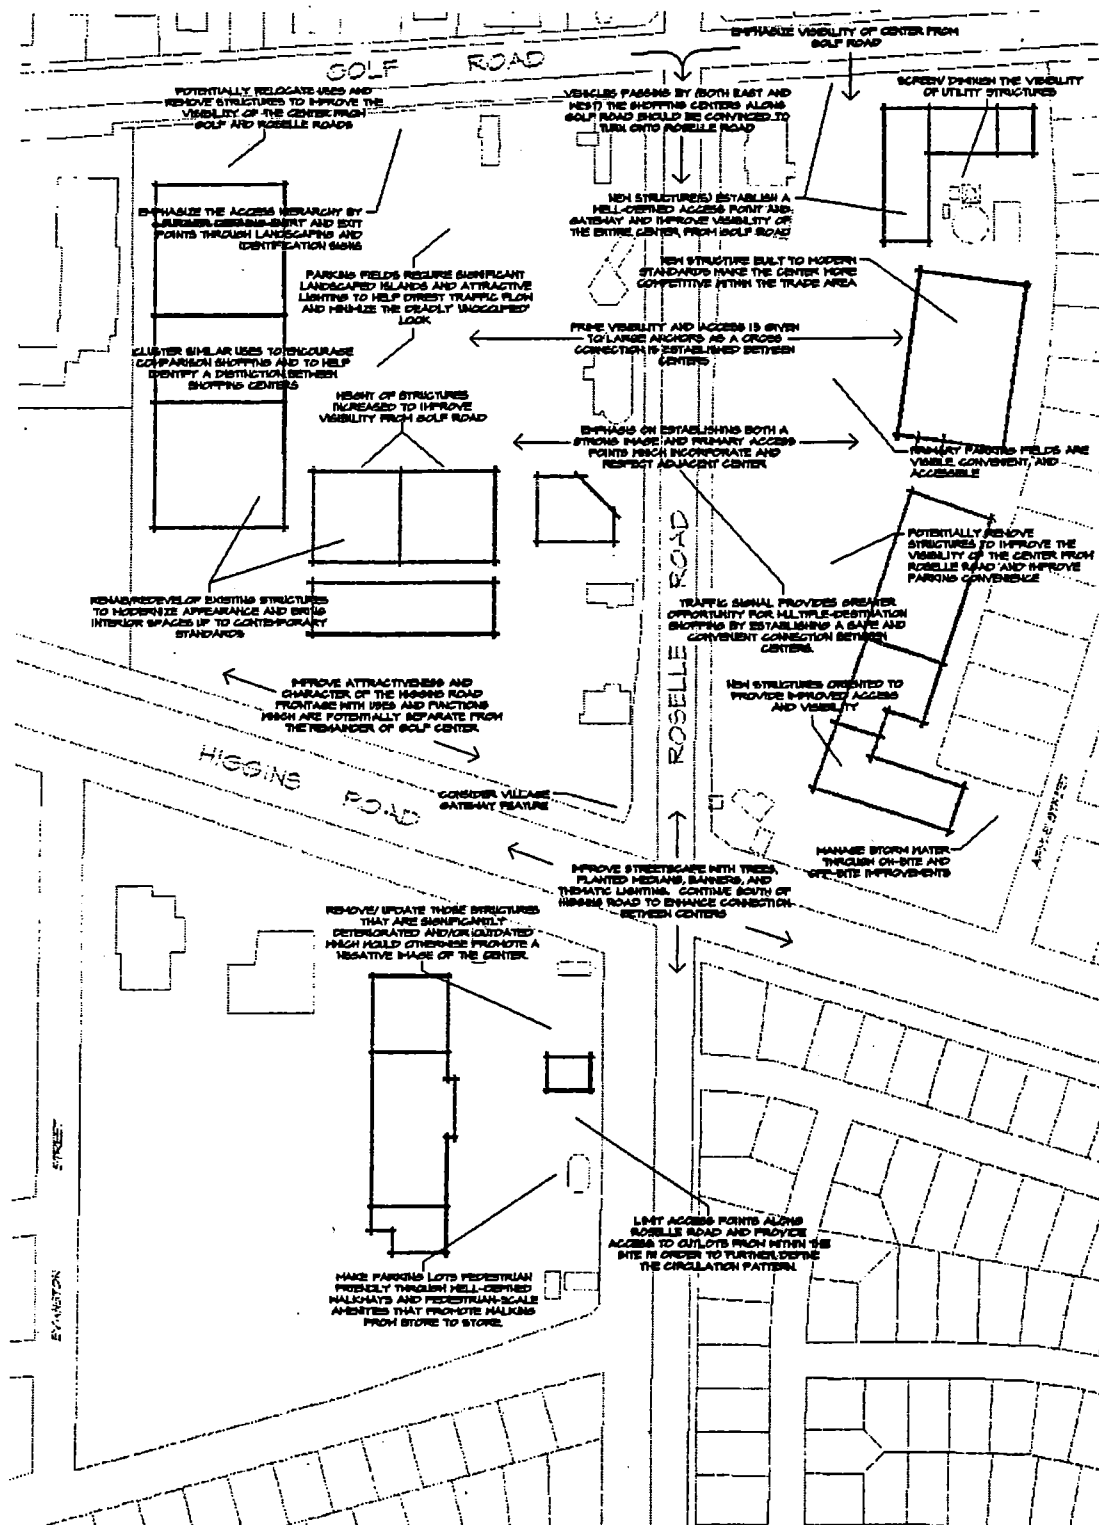 GOLF ROAD
EMPHASIZE VISIBILITY OF CENTER FROM
GOLF ROAD
POTENTIALLY RELOCATE USES AND
REMOVE STRUCTURES TO IMPROVE THE
VISIBILITY OF THE CENTER FROM
GOLF AND ROSELLE ROADS
VEHICLES PASSING BY (BOTH EAST AND
WEST) THE SHOPPING CENTERS ALONG
GOLF ROAD SHOULD BE CONVINCED TO
TURN ONTO ROSELLE ROAD
SCREEN/DIMINISH THE VISIBILITY
OF UTILITY STRUCTURES
EMPHASIZE THE ACCESS HIERARCHY BY
FURTHER DEFINING ENTRY AND EXIT
POINTS THROUGH LANDSCAPING AND
IDENTIFICATION SIGNS
NEW STRUCTURE(S) ESTABLISH A
WELL-DEFINED ACCESS POINT AND
GATEWAY AND IMPROVE VISIBILITY OF
THE ENTIRE CENTER, FROM GOLF ROAD
NEW STRUCTURE BUILT TO MODERN
STANDARDS MAKE THE CENTER MORE
COMPETITIVE WITHIN THE TRADE AREA
PARKING FIELDS REQUIRE SIGNIFICANT
LANDSCAPED ISLANDS AND ATTRACTIVE
LIGHTING TO HELP DIRECT TRAFFIC FLOW
AND MINIMIZE THE DEADLY 'UNOCCUPIED'
LOOK
PRIME VISIBILITY AND ACCESS IS GIVEN
TO LARGE ANCHORS AS A CROSS
CONNECTION IS ESTABLISHED BETWEEN
CENTERS
CLUSTER SIMILAR USES TO ENCOURAGE
COMPARISON SHOPPING AND TO HELP
IDENTIFY A DISTINCTION BETWEEN
SHOPPING CENTERS
HEIGHT OF STRUCTURES
INCREASED TO IMPROVE
VISIBILITY FROM GOLF ROAD
EMPHASIS ON ESTABLISHING BOTH A
STRONG IMAGE AND PRIMARY ACCESS
POINTS WHICH INCORPORATE AND
RESPECT ADJACENT CENTER
PRIMARY PARKING FIELDS ARE
VISIBLE, CONVENIENT, AND
ACCESSIBLE
ROSELLE ROAD
POTENTIALLY REMOVE
STRUCTURES TO IMPROVE THE
VISIBILITY OF THE CENTER FROM
ROSELLE ROAD AND IMPROVE
PARKING CONVENIENCE
REHAB/REDEVELOP EXISTING STRUCTURES
TO MODERNIZE APPEARANCE AND BRING
INTERIOR SPACES UP TO CONTEMPORARY
STANDARDS
TRAFFIC SIGNAL PROVIDES GREATER
OPPORTUNITY FOR MULTIPLE-DESTINATION
SHOPPING BY ESTABLISHING A SAFE AND
CONVENIENT CONNECTION BETWEEN
CENTERS.
IMPROVE ATTRACTIVENESS AND
CHARACTER OF THE HIGGINS ROAD
FRONTAGE WITH USES AND FUNCTIONS
WHICH ARE POTENTIALLY SEPARATE FROM
THE REMAINDER OF GOLF CENTER
NEW STRUCTURES ORIENTED TO
PROVIDE IMPROVED ACCESS
AND VISIBILITY
HIGGINS ROAD
CONSIDER VILLAGE
GATEWAY FEATURE
STREET
MANAGE STORM WATER
THROUGH ON-SITE AND
OFF-SITE IMPROVEMENTS
IMPROVE STREETSCAPE WITH TREES,
PLANTED MEDIANS, BANNERS, AND
THEMATIC LIGHTING. CONTINUE SOUTH OF
HIGGINS ROAD TO ENHANCE CONNECTION
BETWEEN CENTERS
REMOVE/UPDATE THOSE STRUCTURES
THAT ARE SIGNIFICANTLY
DETERIORATED AND/OR OUTDATED
WHICH WOULD OTHERWISE PROMOTE A
NEGATIVE IMAGE OF THE CENTER.
EVANSTON STREET
LIMIT ACCESS POINTS ALONG
ROSELLE ROAD AND PROVIDE
ACCESS TO OUTLOTS FROM WITHIN THE
SITE IN ORDER TO FURTHER DEFINE
THE CIRCULATION PATTERN.
MAKE PARKING LOTS PEDESTRIAN
FRIENDLY THROUGH WELL-DEFINED
WALKWAYS AND PEDESTRIAN-SCALE
AMENITIES THAT PROMOTE WALKING
FROM STORE TO STORE.